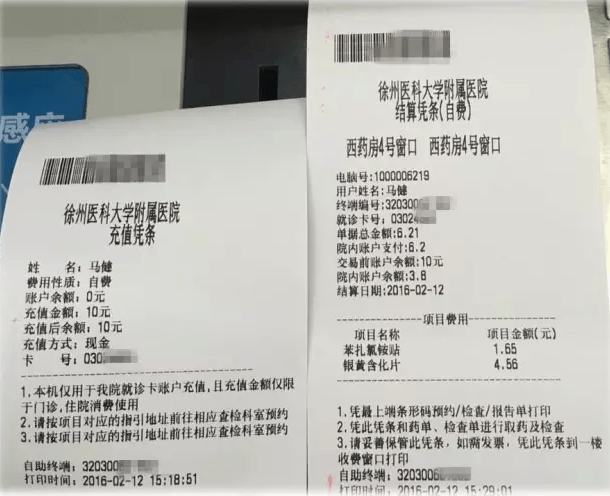 感应
徐州医科大学附属医院
充值凭条
姓 名：马健
费用性质：自费
账户余额：0元
充值金额：10元
充值后余额：10元
充值方式：现金
卡 号：030
1.本机仅用于我院就诊卡账户充值,且充值金额仅限
于门诊,住院消费使用
2.请按项目对应的指引地址前往相应查检科室预约
3.请按项目对应的指引地址前往相应查检科室预约
自助终端：3203006
打印时间：2016-02-12 15:18:51
徐州医科大学附属医院
结算凭条(自费)
西药房4号窗口 西药房4号窗口
电脑号:1000006219
用户姓名:马健
终端编号:320300
就诊卡号：0302
单据总金额:6.21
院内账户支付:6.2
交易前账户余额:10元
院内账户余额:3.8
结算日期:2016-02-12
项目费用
项目名称 项目金额(元)
苯扎氯铵贴 1.65
银黄含化片 4.56
1.凭最上端条形码预约/检查/报告单打印
2.凭此凭条和药单、检查单进行取药及检查
3.请妥善保管此凭条，如需发票，凭此凭条到一楼
收费窗口打印
自助终端：32030060
打印时间：2016-02-12 15:29:01